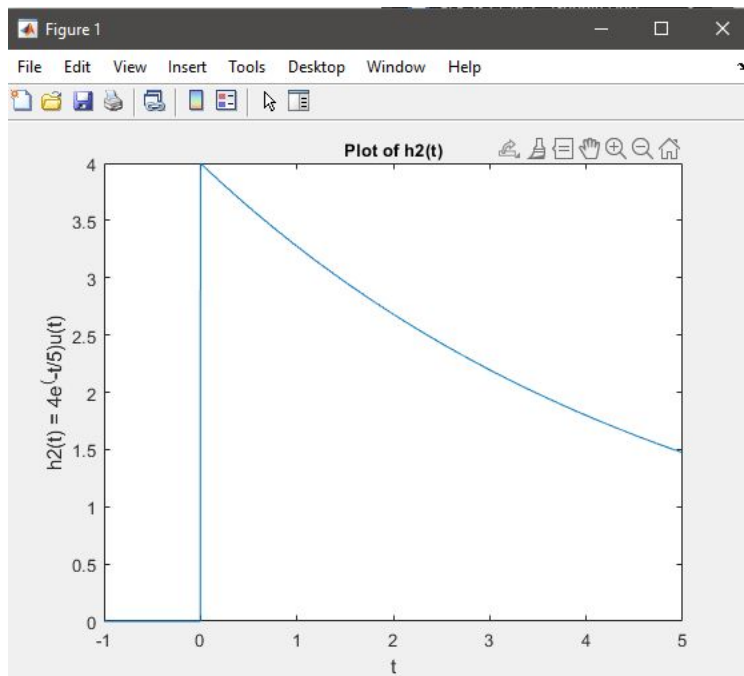 Figure 1
File Edit View Insert Tools Desktop Window Help
Plot of h2(t)
4
3.5
3
2.5
2
1.5
1
0.5
0
h2(t) = 4e(-t/5)u(t)
-1 0 1 2 3 4 5
t